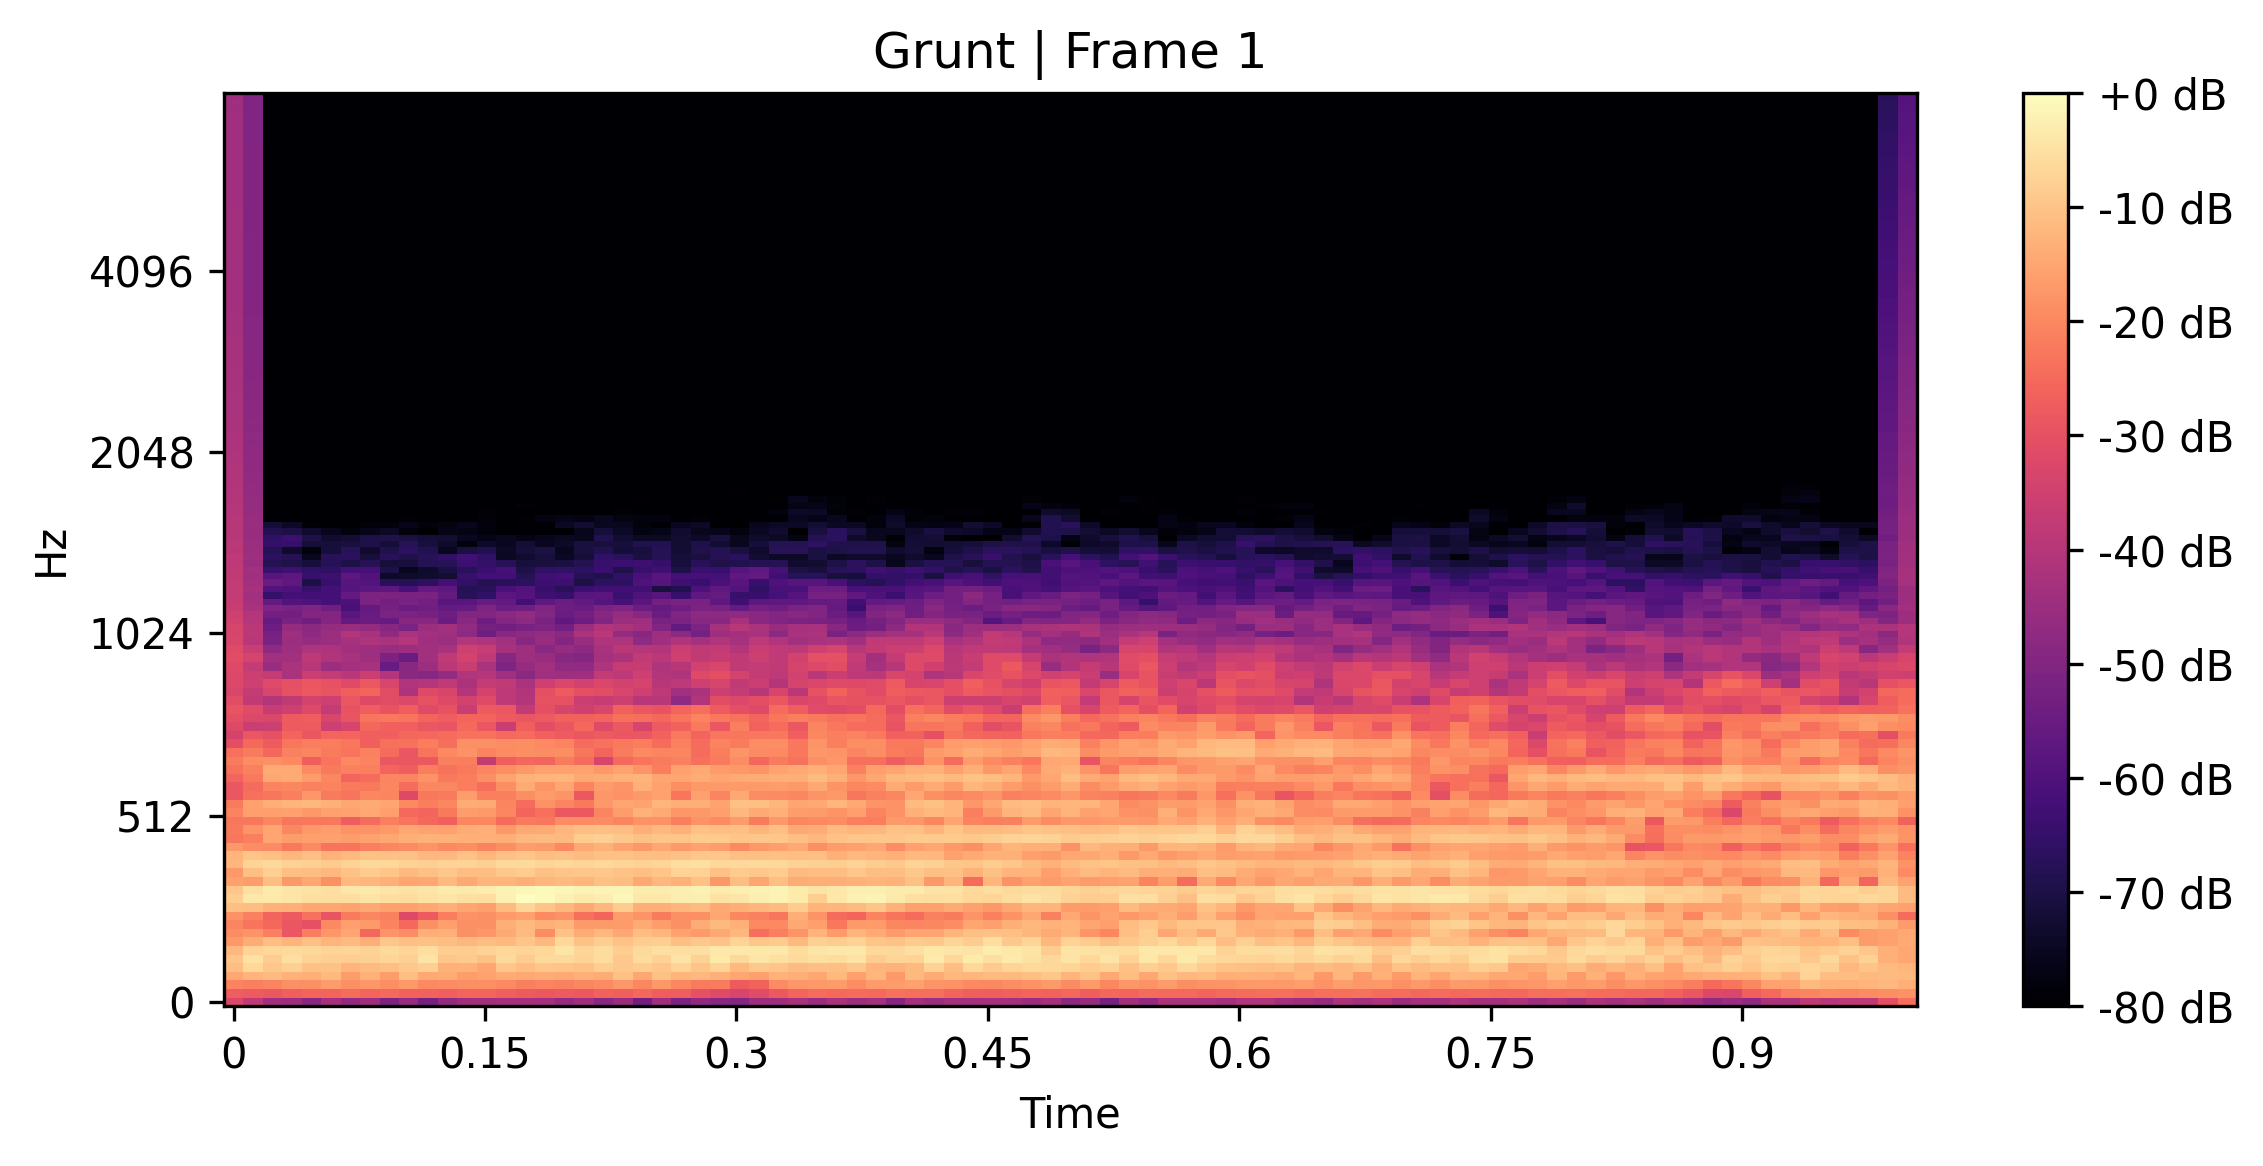 Grunt | Frame 1
Hz
4096
2048
1024
512
0
0
0.15
0.3
0.45
0.6
0.75
0.9
Time
+0 dB
-10 dB
-20 dB
-30 dB
-40 dB
-50 dB
-60 dB
-70 dB
-80 dB